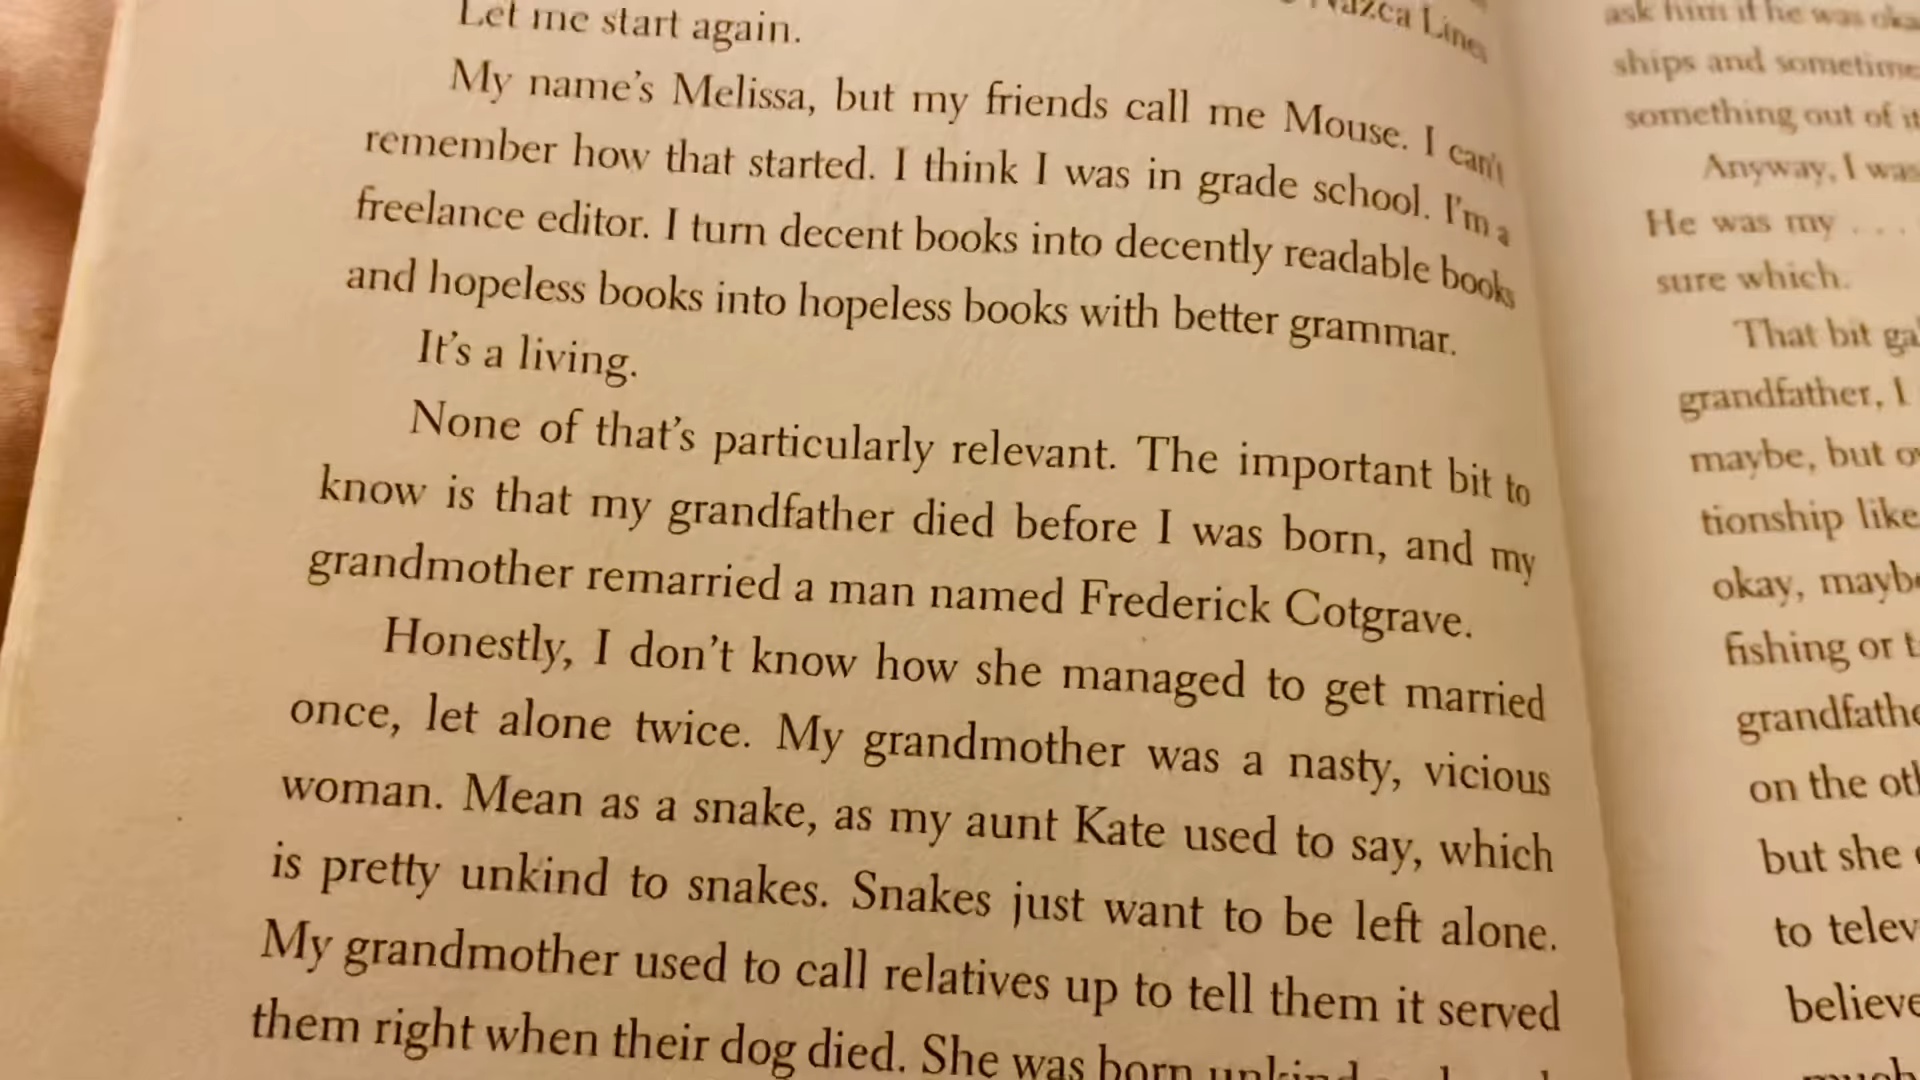 Nazca Lines
Let me start again.
My name's Melissa, but my friends call me Mouse. I can't
remember how that started. I think I was in grade school. I'm a
freelance editor. I turn decent books into decently readable books
and hopeless books into hopeless books with better grammar.
It's a living.
None of that's particularly relevant. The important bit to
know is that my grandfather died before I was born, and my
grandmother remarried a man named Frederick Cotgrave.
Honestly, I don't know how she managed to get married
once, let alone twice. My grandmother was a nasty, vicious
woman. Mean as a snake, as my aunt Kate used to say, which
is pretty unkind to snakes. Snakes just want to be left alone.
My grandmother used to call relatives up to tell them it served
them right when their dog died. She was born
ask him if he was
ships and
something out of
Anyway, I was
He was my . . .
sure which.
That bit
grandfather, I
maybe, but
like
okay,
fishing or
on the
but she
to